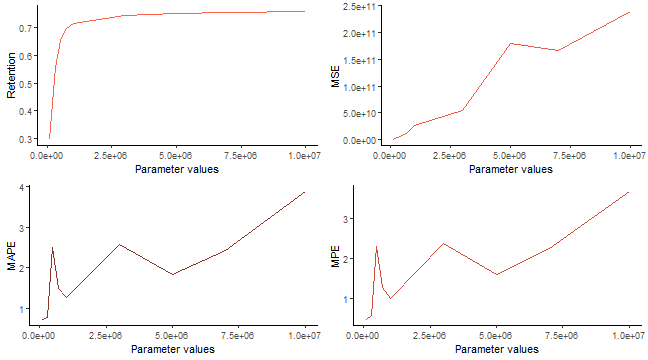 Retention
0.7
0.6
0.5
0.4
0.3
0.0e+00 2.5e+06 5.0e+06 7.5e+06 1.0e+07
Parameter values
MSE
2.5e+11
2.0e+11
1.5e+11
1.0e+11
5.0e+10
0.0e+00
0.0e+00 2.5e+06 5.0e+06 7.5e+06 1.0e+07
Parameter values
MAPE
4
3
2
1
0.0e+00 2.5e+06 5.0e+06 7.5e+06 1.0e+07
Parameter values
MPE
3
2
1
0.0e+00 2.5e+06 5.0e+06 7.5e+06 1.0e+07
Parameter values